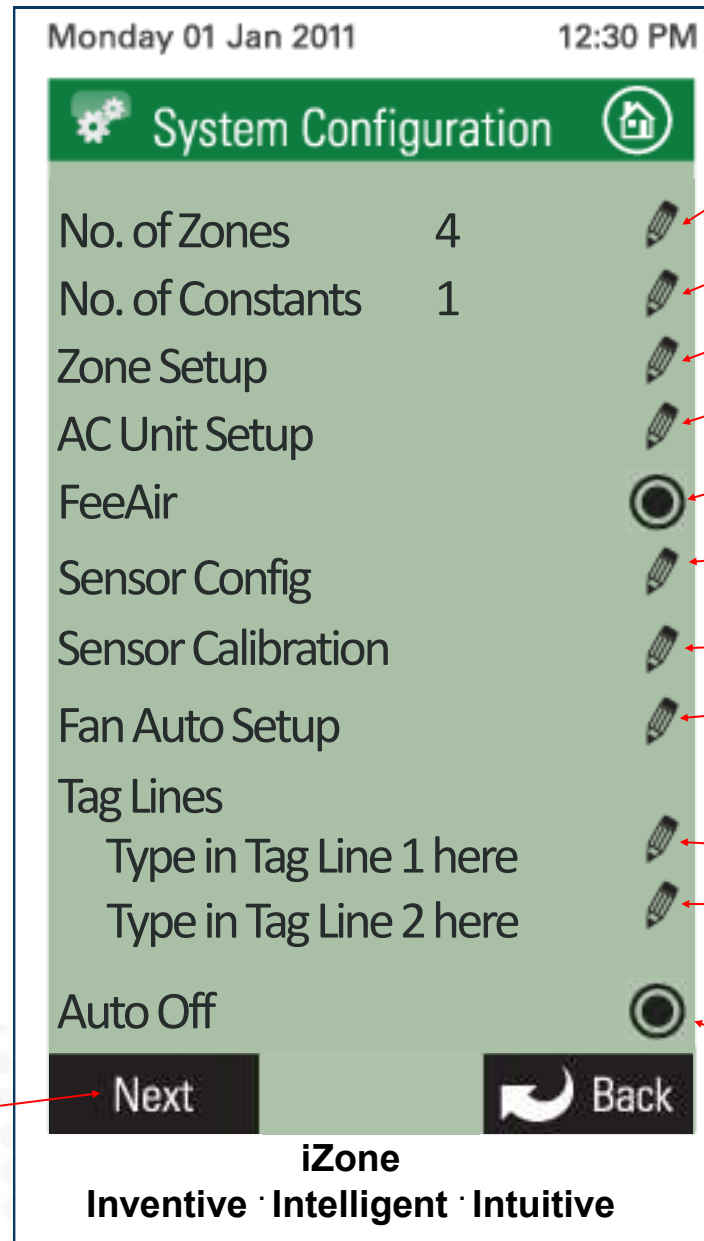 Monday 01 Jan 2011 12:30 PM
System Configuration
No. of Zones 4
No. of Constants 1
Zone Setup
AC Unit Setup
FeeAir
Sensor Config
Sensor Calibration
Fan Auto Setup
Tag Lines
Type in Tag Line 1 here
Type in Tag Line 2 here
Auto Off
Next Back
iZone
Inventive · Intelligent · Intuitive